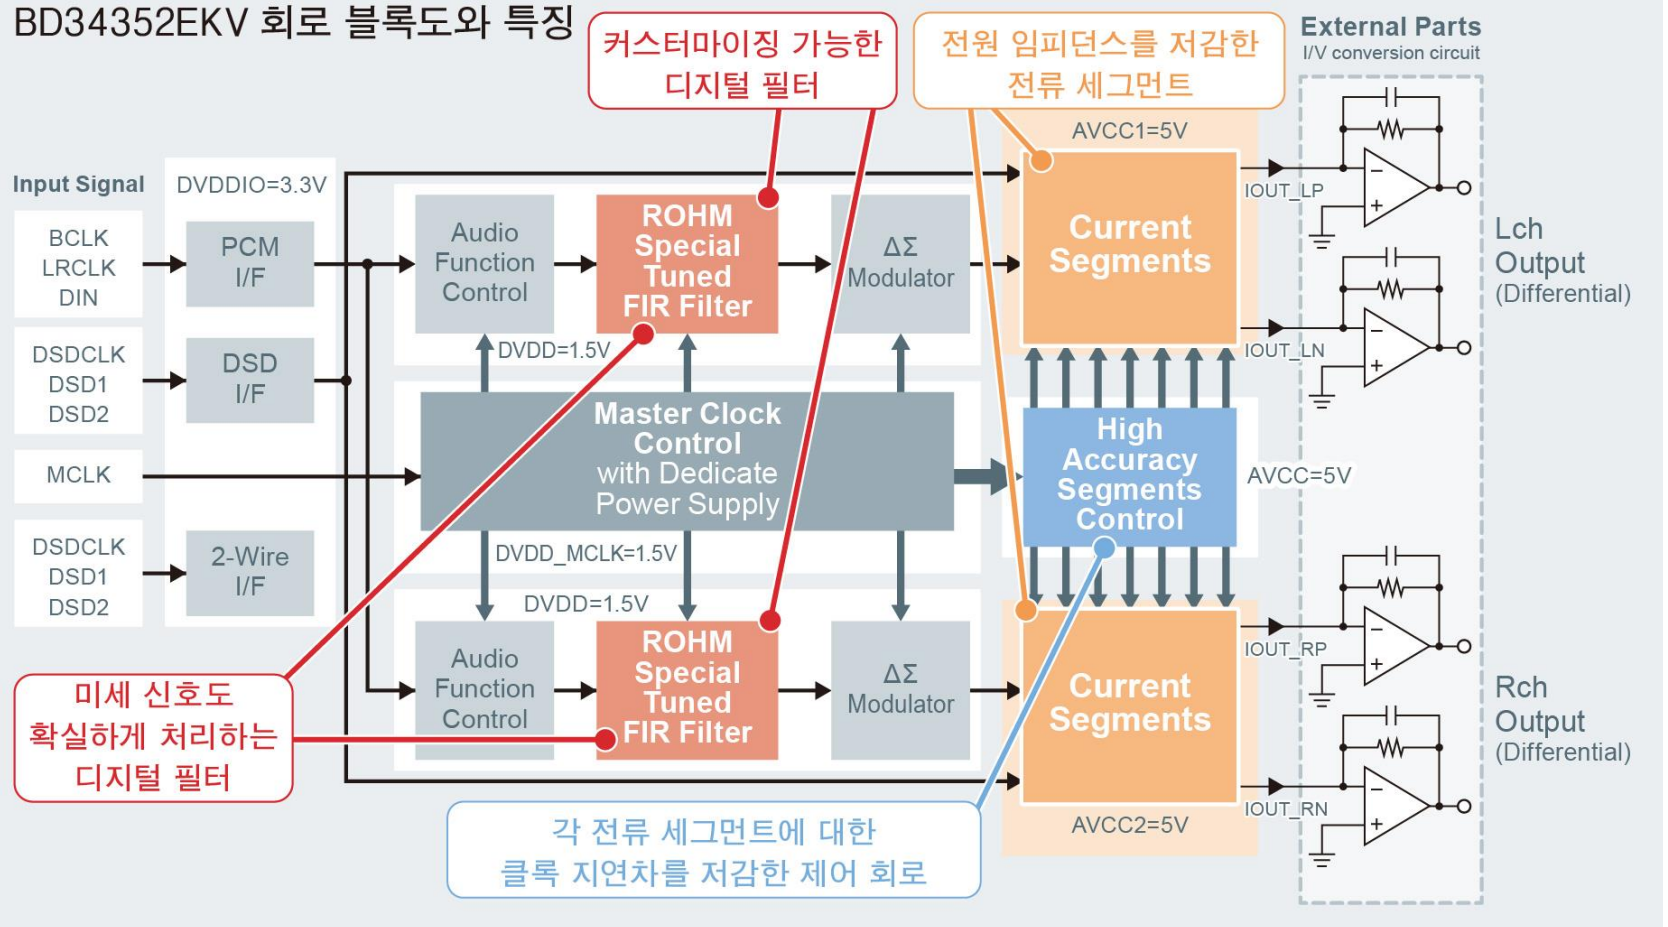 BD34352EKV 회로 블록도와 특징
커스터마이징 가능한
디지털 필터
전원 임피던스를 저감한
전류 세그먼트
External Parts
I/V conversion circuit
AVCC1=5V
Input Signal
DVDDIO=3.3V
BCLK
LRCLK
DIN
PCM
I/F
Audio
Function
Control
ROHM
Special
Tuned
FIR Filter
ΔΣ
Modulator
Current
Segments
IOUT_LP
−
+
Lch
Output
(Differential)
DSDCLK
DSD1
DSD2
DSD
I/F
DVDD=1.5V
IOUT_LN
−
+
MCLK
Master Clock
Control
with Dedicate
Power Supply
High
Accuracy
Segments
Control
AVCC=5V
DSDCLK
DSD1
DSD2
2-Wire
I/F
DVDD_MCLK=1.5V
DVDD=1.5V
Audio
Function
Control
ROHM
Special
Tuned
FIR Filter
ΔΣ
Modulator
Current
Segments
IOUT_RP
−
+
Rch
Output
(Differential)
IOUT_RN
−
+
미세 신호도
확실하게 처리하는
디지털 필터
AVCC2=5V
각 전류 세그먼트에 대한
클록 지연차를 저감한 제어 회로